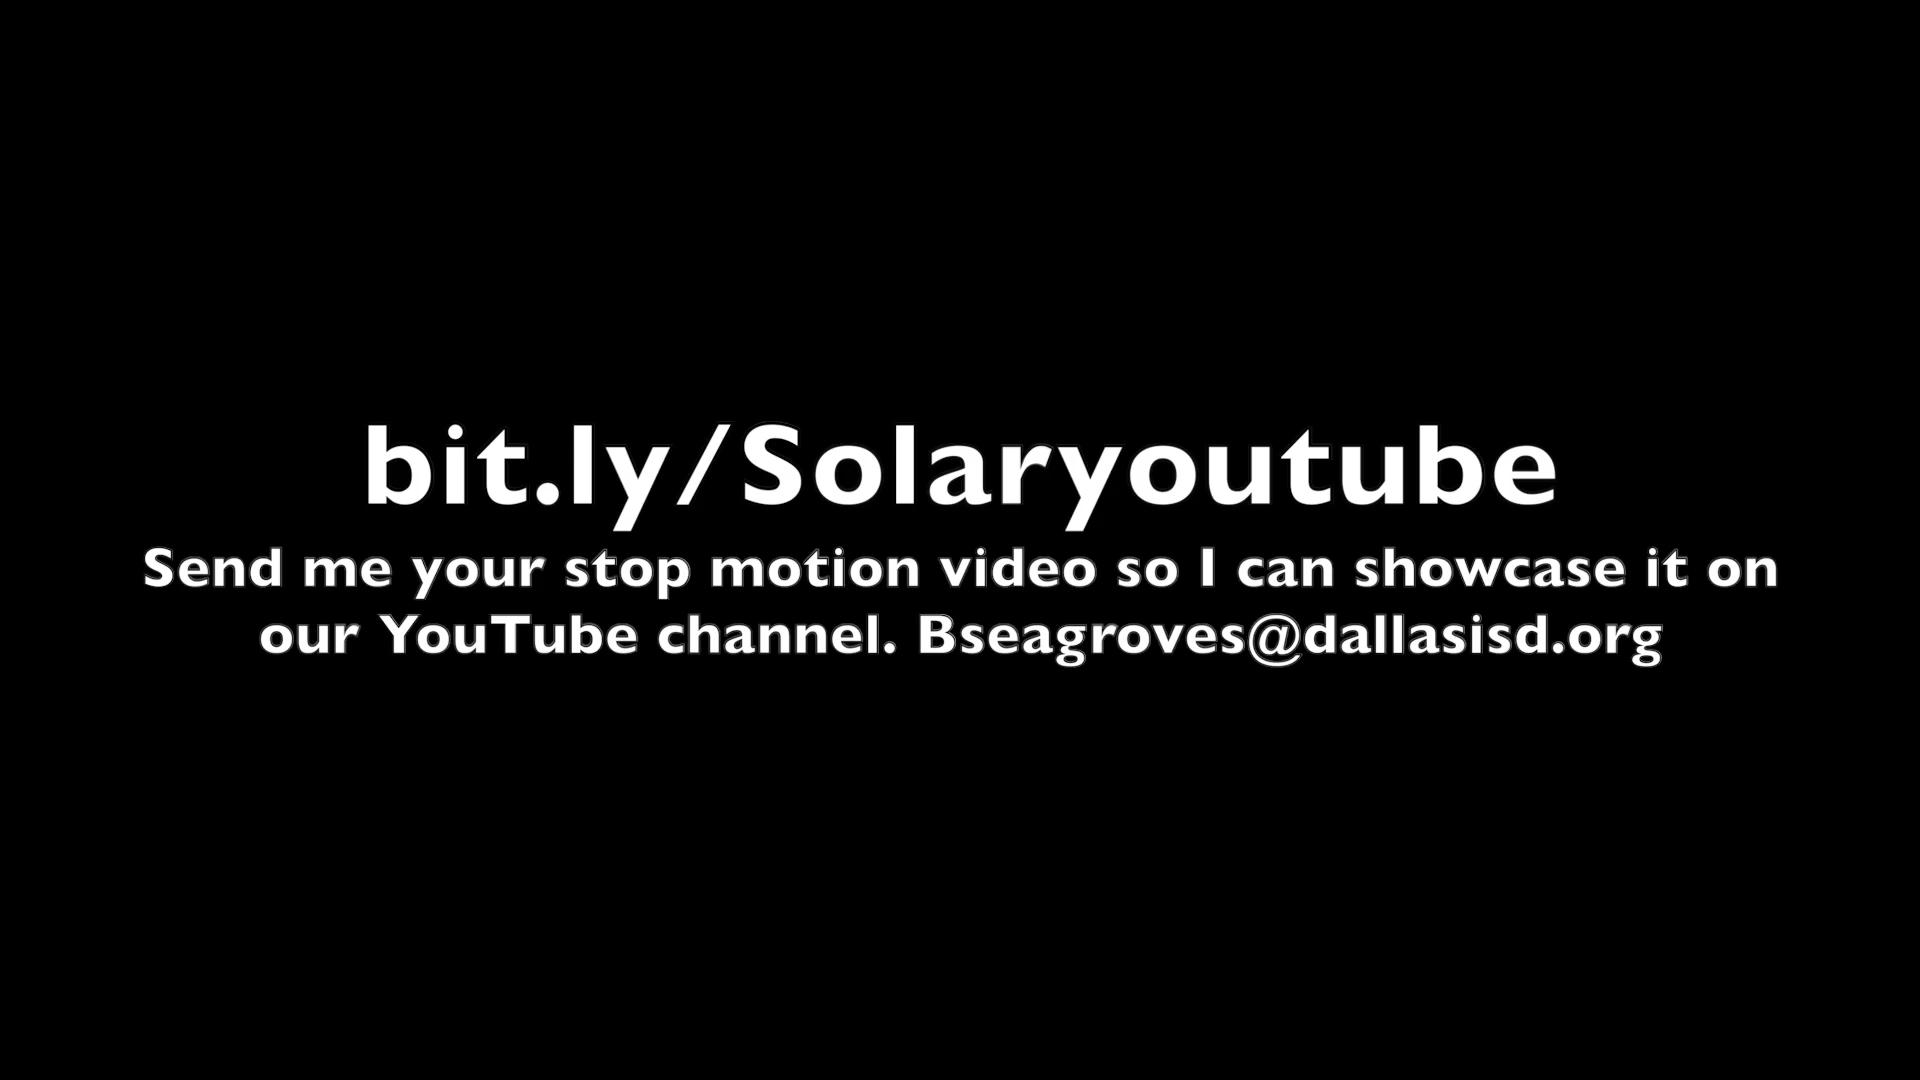 bit.ly/Solaryoutube
Send me your stop motion video so I can showcase it on
our YouTube channel. Bseagroves@dallasisd.org